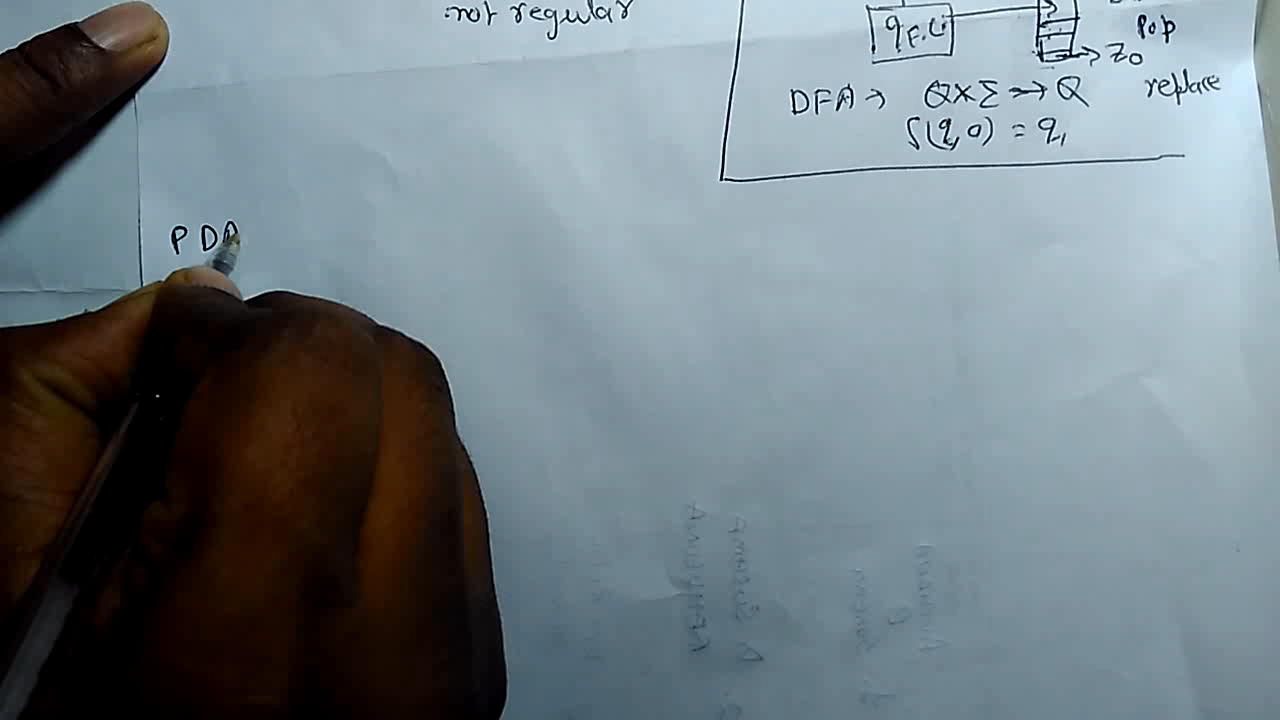 not regular
q F.C
Pop
Z0
replace
DFA → Q×Σ → Q
δ(q,0) = q1
PDA